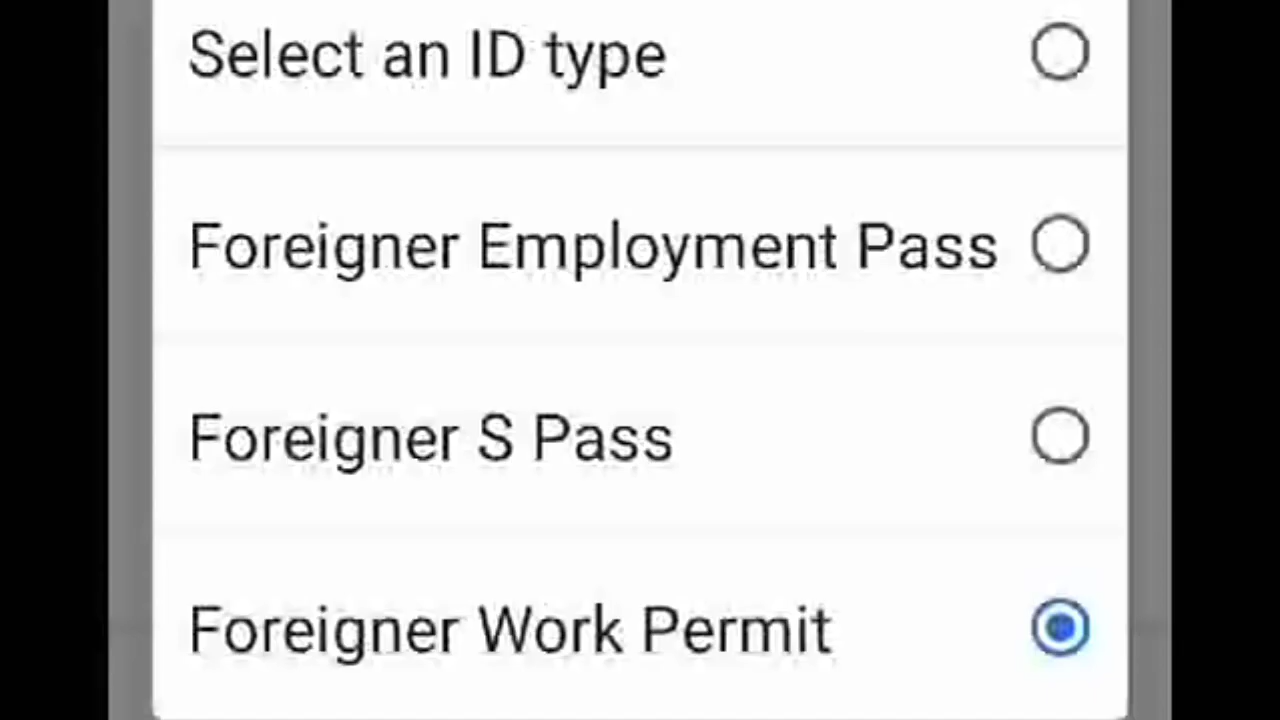 Select an ID type
Foreigner Employment Pass
Foreigner S Pass
Foreigner Work Permit